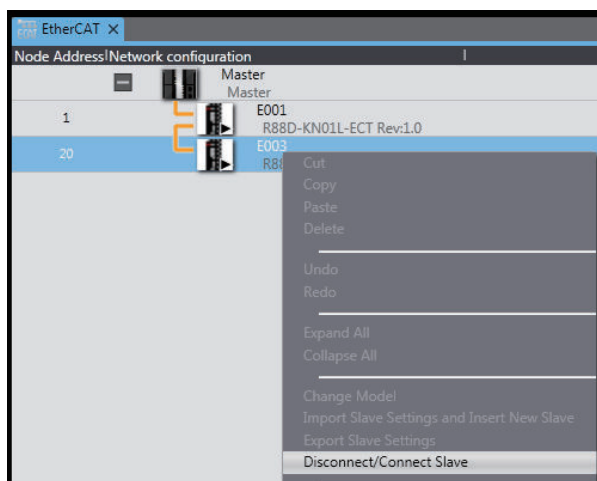 EtherCAT
Node Address|Network configuration
Master
Master
1 E001
R88D-KN01L-ECT Rev:1.0
20 E003
Cut
Copy
Paste
Delete
Undo
Redo
Expand All
Collapse All
Change Model
Import Slave Settings and Insert New Slave
Export Slave Settings
Disconnect/Connect Slave